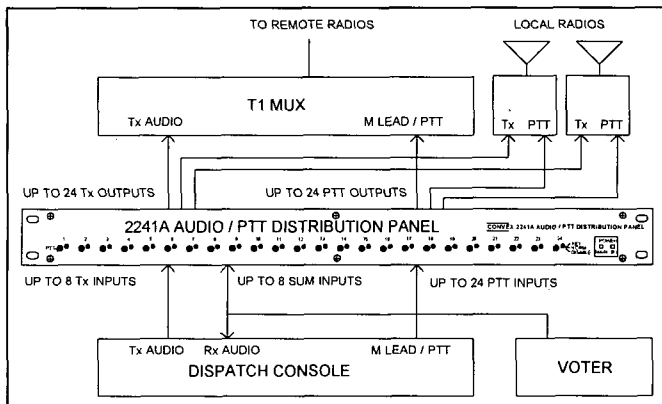 TO REMOTE RADIOS
LOCAL RADIOS
T1 MUX
Tx AUDIO
M LEAD / PTT
Tx PTT
Tx PTT
UP TO 24 Tx OUTPUTS
UP TO 24 PTT OUTPUTS
2241A AUDIO / PTT DISTRIBUTION PANEL
CONVEX 2241A AUDIO / PTT DISTRIBUTION PANEL
PTT
1 2 3 4 5 6 7 8 9 10 11 12 13 14 15 16 17 18 19 20 21 22 23 24
POWER
UP TO 8 Tx INPUTS
UP TO 8 SUM INPUTS
UP TO 24 PTT INPUTS
Tx AUDIO
Rx AUDIO
M LEAD / PTT
DISPATCH CONSOLE
VOTER